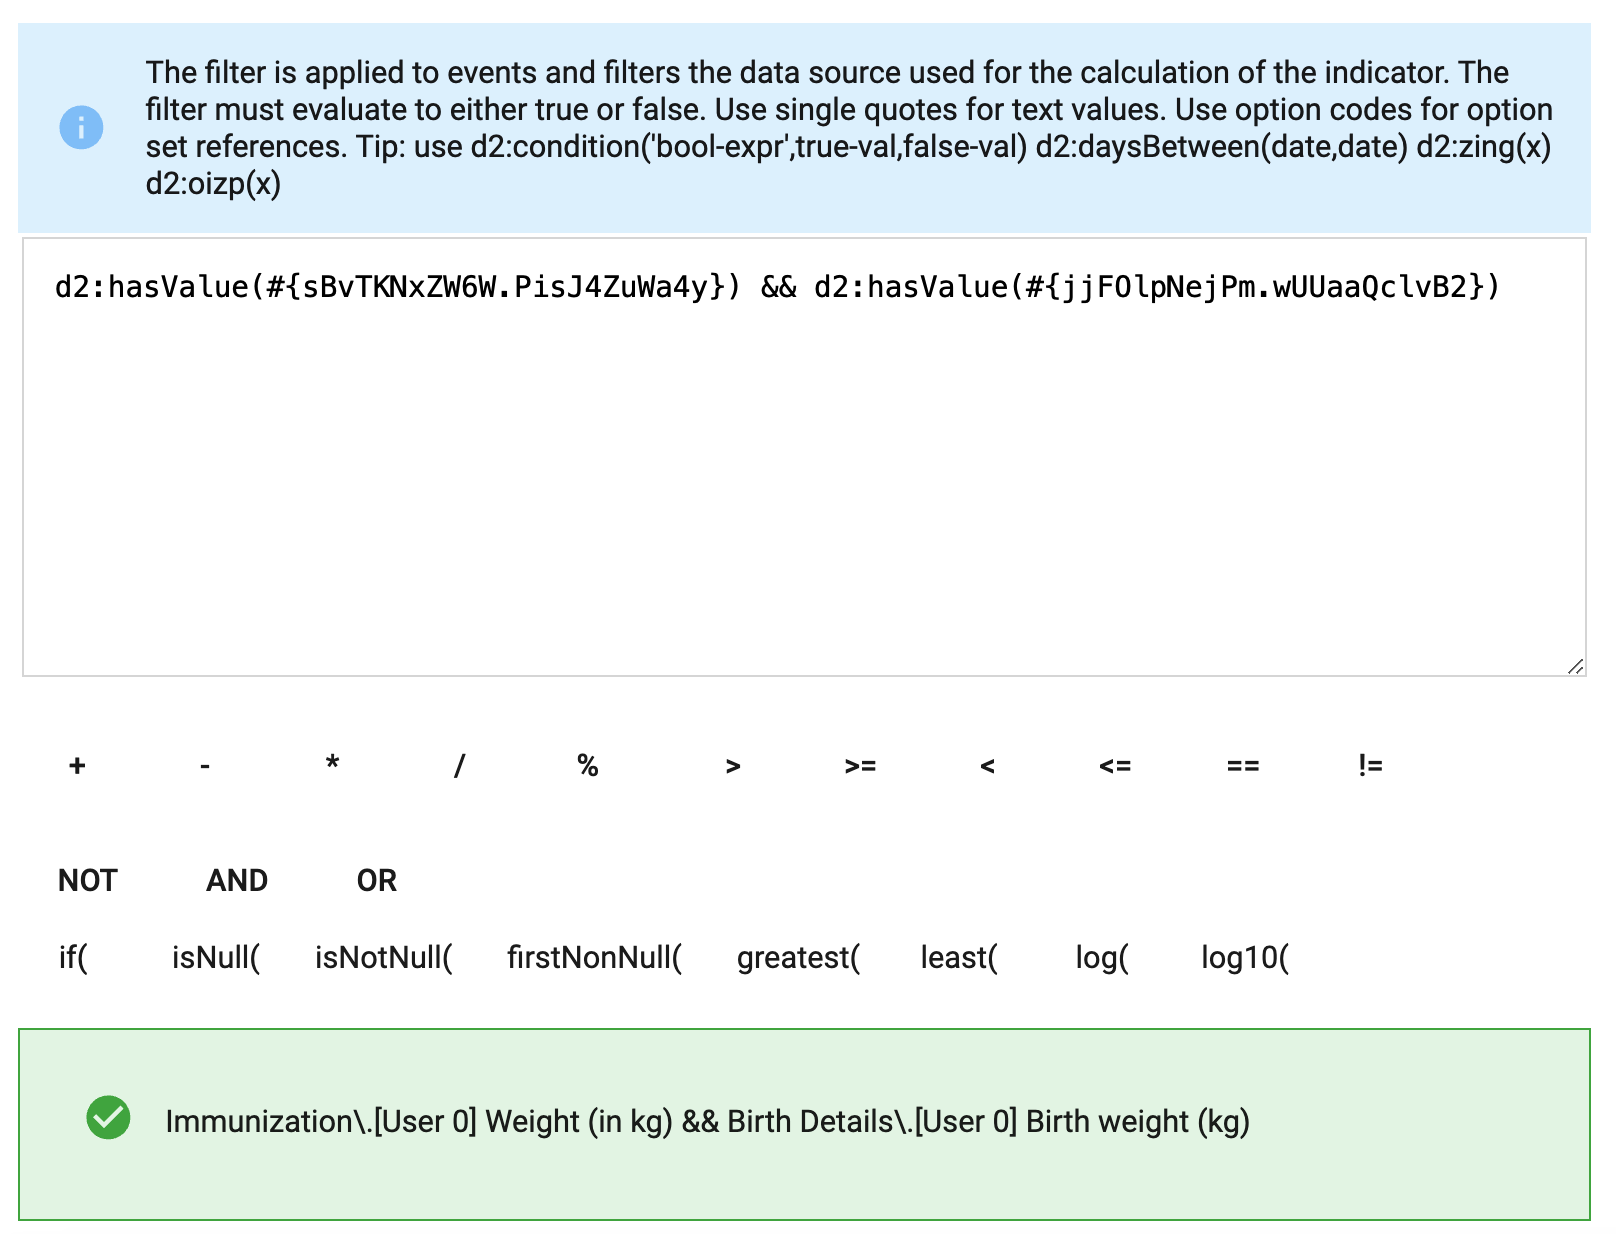 The filter is applied to events and filters the data source used for the calculation of the indicator. The
filter must evaluate to either true or false. Use single quotes for text values. Use option codes for option
set references. Tip: use d2:condition('bool-expr',true-val,false-val) d2:daysBetween(date,date) d2:zing(x)
d2:oizp(x)
d2:hasValue(#{sBvTKNxZW6W.PisJ4ZuWa4y}) && d2:hasValue(#{jjFOlpNejPm.wUUaaQclvB2})
+ - * / % > >= < <= == !=
NOT AND OR
if( isNull( isNotNull( firstNonNull( greatest( least( log( log10(
Immunization\.[User 0] Weight (in kg) && Birth Details\.[User 0] Birth weight (kg)